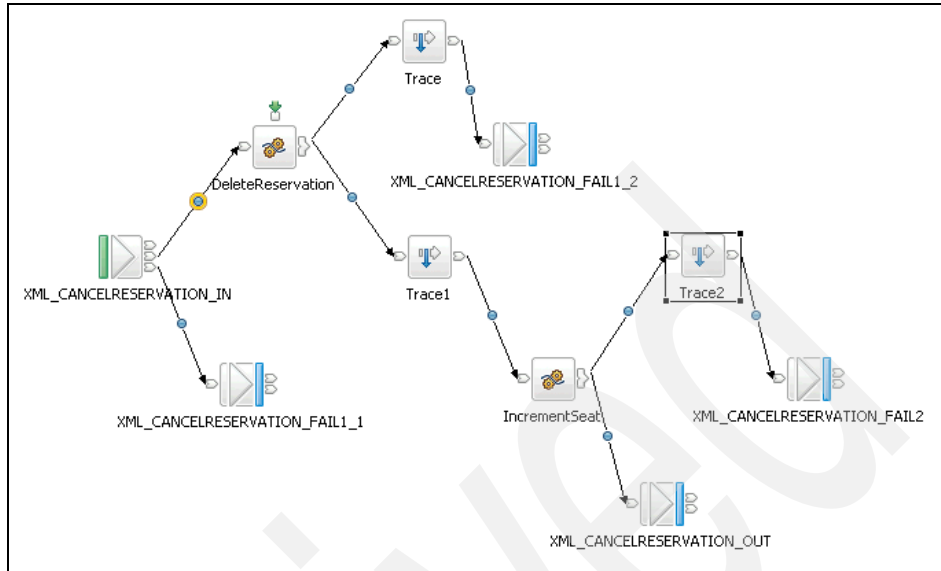 Trace
XML_CANCELRESERVATION_FAIL1_2
DeleteReservation
XML_CANCELRESERVATION_IN
Trace1
Trace2
XML_CANCELRESERVATION_FAIL1_1
IncrementSeat
XML_CANCELRESERVATION_FAIL2
XML_CANCELRESERVATION_OUT